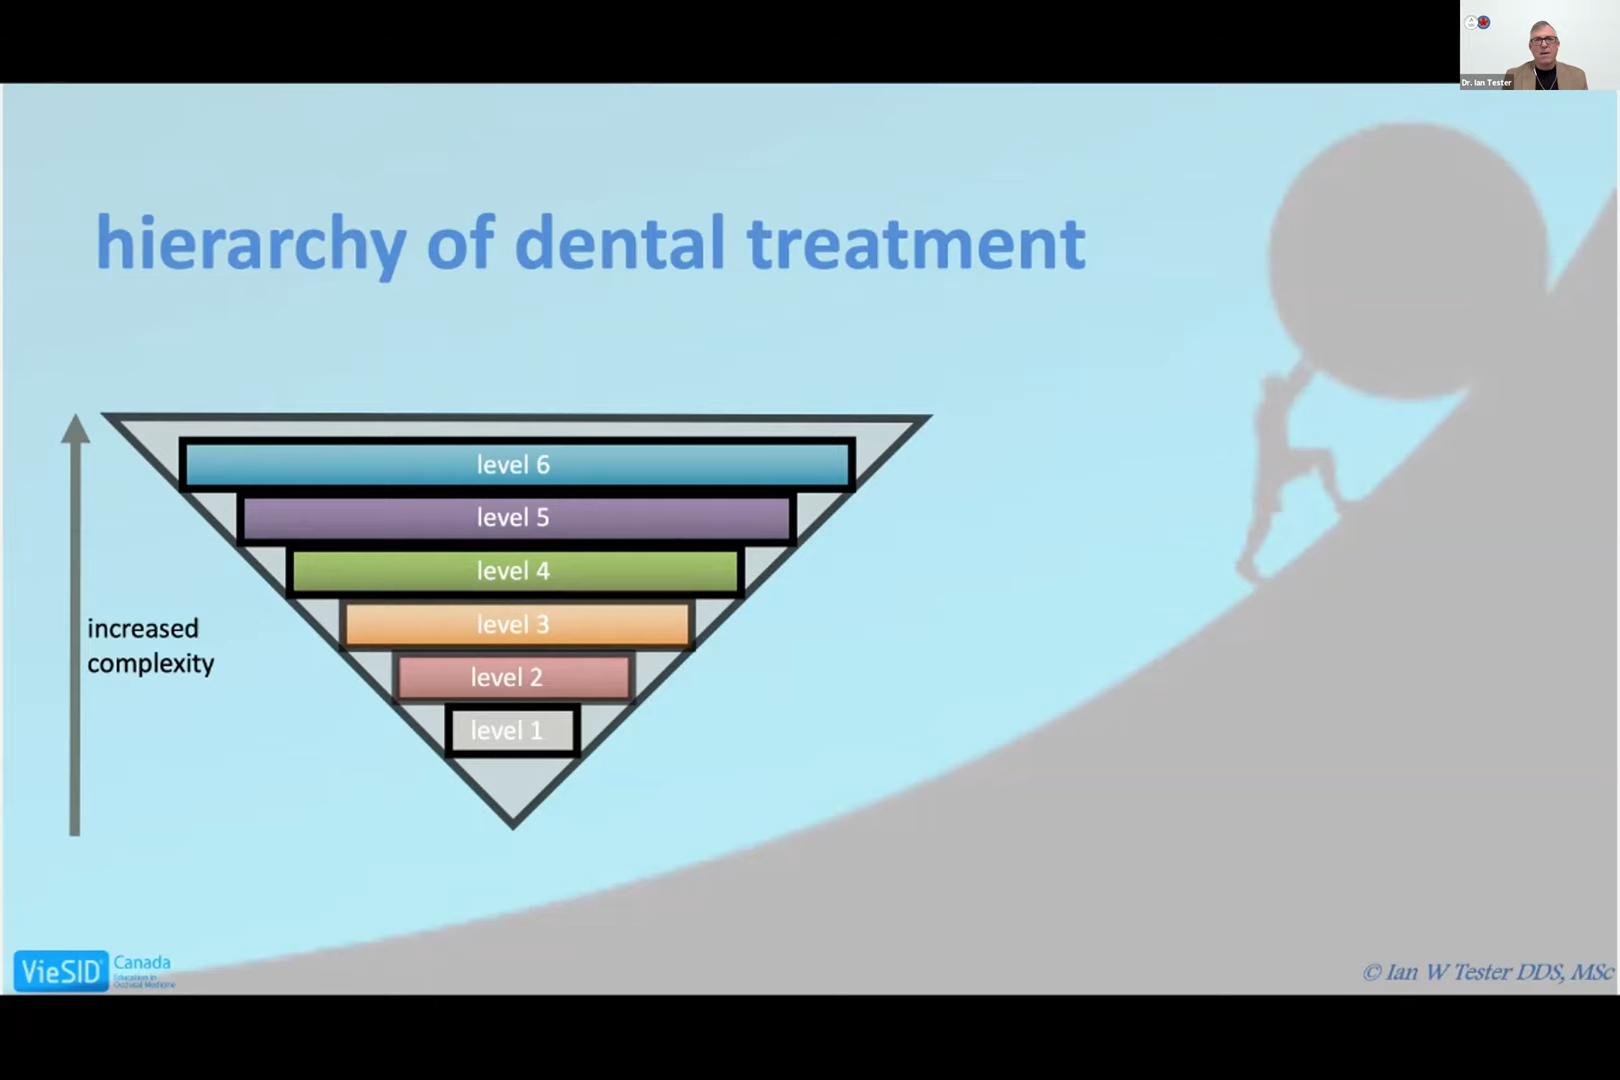 Dr. Ian Tester
hierarchy of dental treatment
level 6
level 5
level 4
level 3
level 2
level 1
increased
complexity
VieSID
Canada
Education in
Occlusal Medicine
© Ian W Tester DDS, MSc